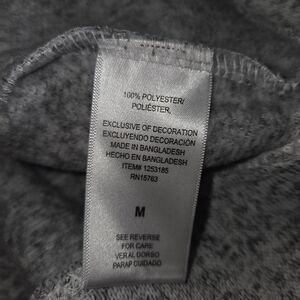 100% POLYESTER/
POLIÉSTER,
EXCLUSIVE OF DECORATION
EXCLUYENDO DECORACIÓN
MADE IN BANGLADESH
HECHO EN BANGLADESH
ITEM# 1253185
RN15763
M
SEE REVERSE
FOR CARE
VER AL DORSO
PARA CUIDADO